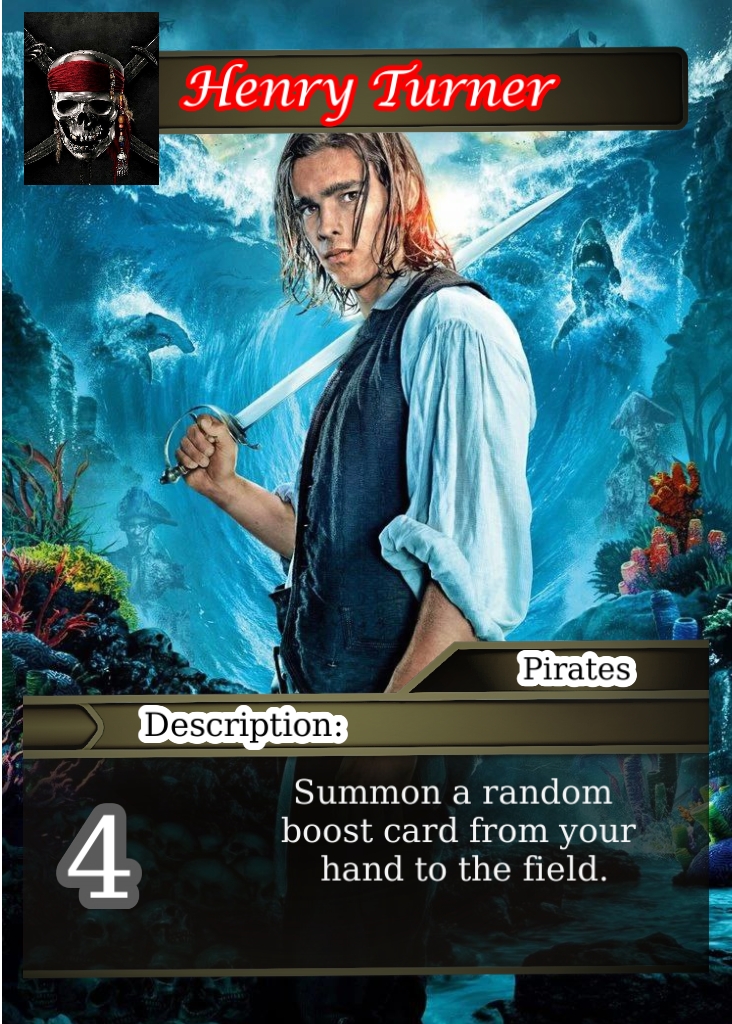 Henry Turner
Pirates
Description:
4
Summon a random
boost card from your
hand to the field.